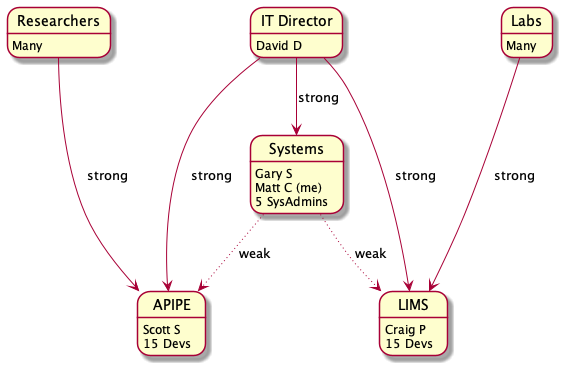 Researchers
Many
IT Director
David D
Labs
Many
strong
Systems
Gary S
Matt C (me)
5 SysAdmins
strong
strong
strong
strong
weak
weak
APIPE
Scott S
15 Devs
LIMS
Craig P
15 Devs